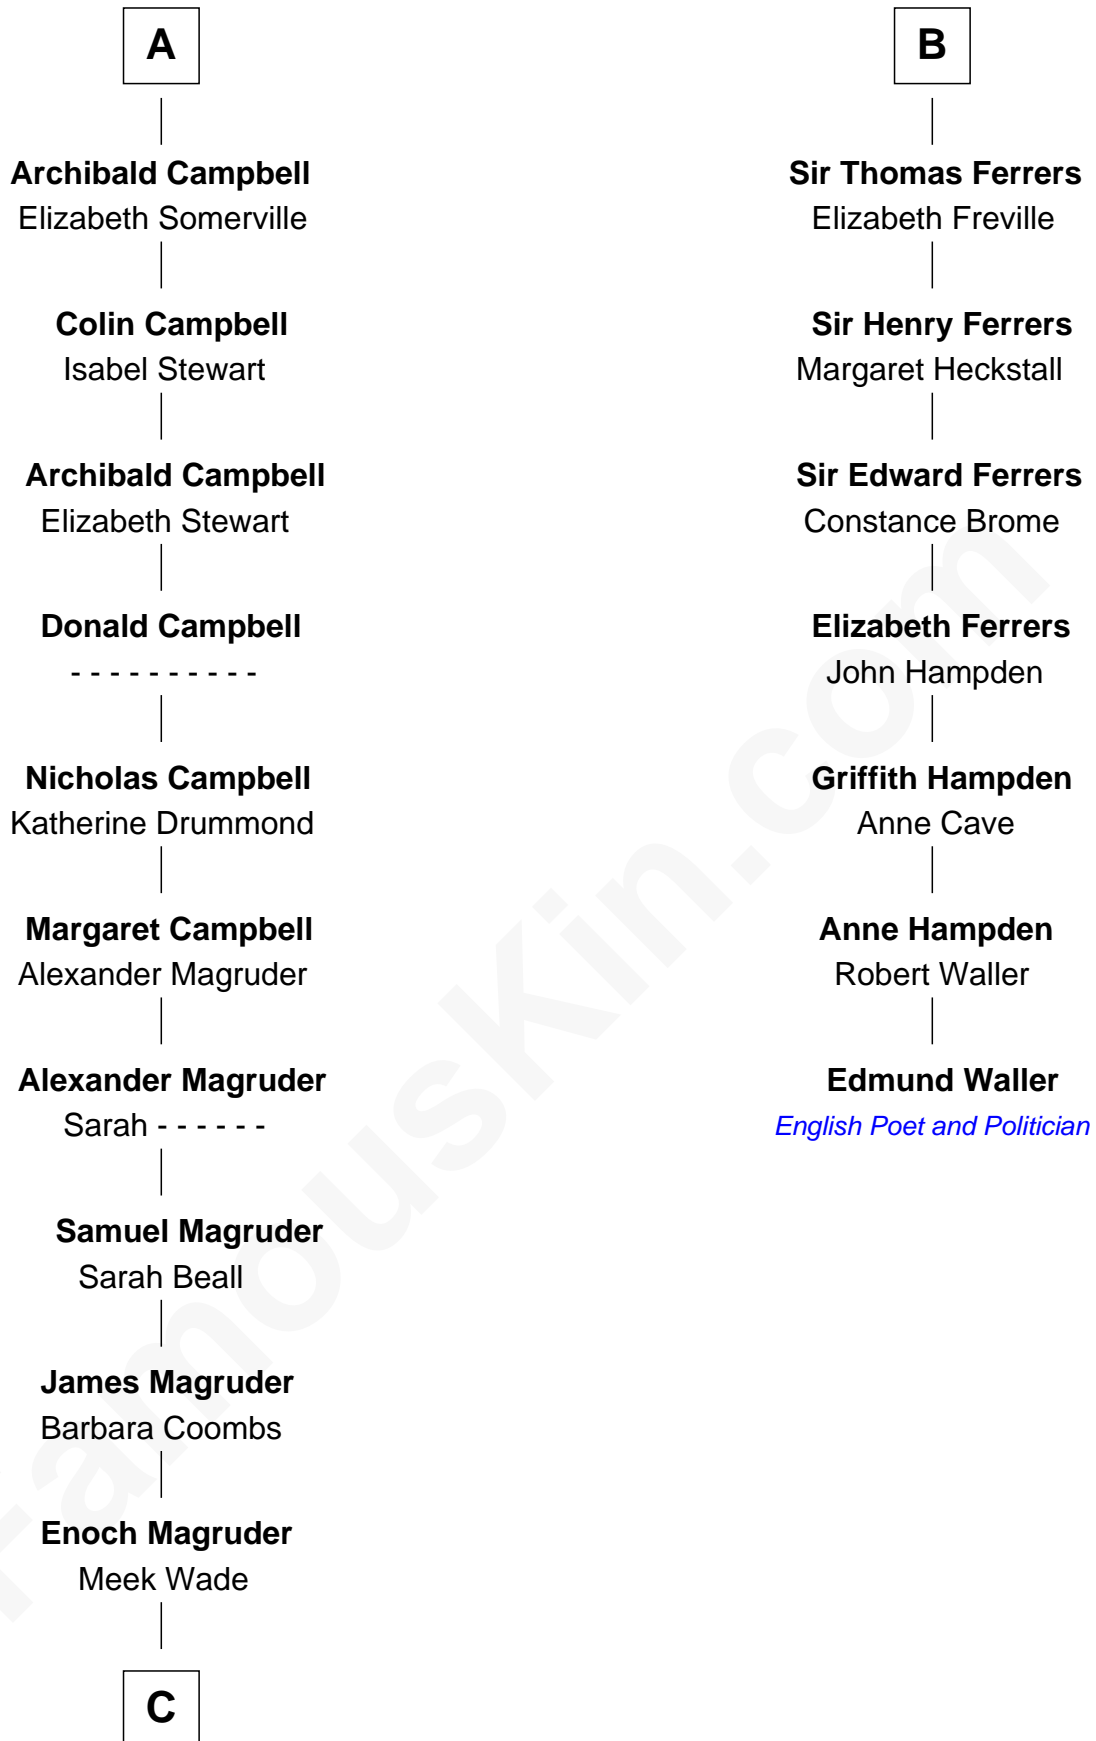 A
Archibald Campbell
Elizabeth Somerville
Colin Campbell
Isabel Stewart
Archibald Campbell
Elizabeth Stewart
Donald Campbell
- - - - - - - - - -
Nicholas Campbell
Katherine Drummond
Margaret Campbell
Alexander Magruder
Alexander Magruder
Sarah - - - - - -
Samuel Magruder
Sarah Beall
James Magruder
Barbara Coombs
Enoch Magruder
Meek Wade
C
B
Sir Thomas Ferrers
Elizabeth Freville
Sir Henry Ferrers
Margaret Heckstall
Sir Edward Ferrers
Constance Brome
Elizabeth Ferrers
John Hampden
Griffith Hampden
Anne Cave
Anne Hampden
Robert Waller
Edmund Waller
English Poet and Politician
FamousKin.com